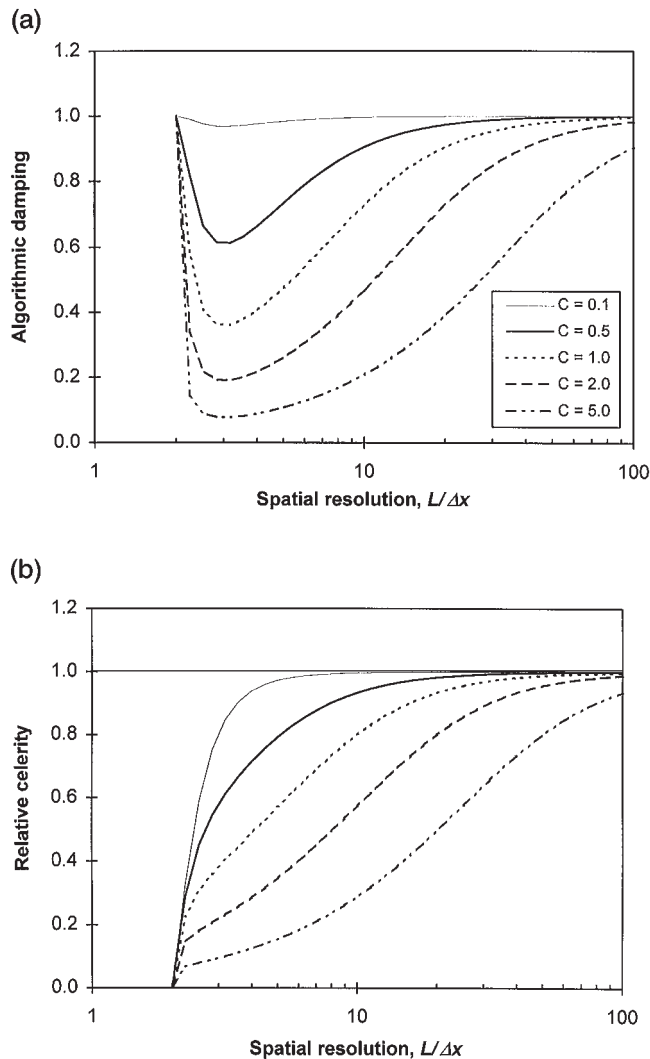 (a)
1.2
1.0
0.8
0.6
0.4
0.2
0.0
Algorithmic damping
C = 0.1
C = 0.5
C = 1.0
C = 2.0
C = 5.0
1
10
100
Spatial resolution, L/Δx
(b)
1.2
1.0
0.8
0.6
0.4
0.2
0.0
Relative celerity
1
10
100
Spatial resolution, L/Δx